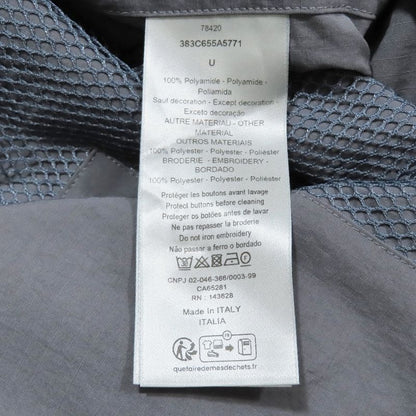 78420
383C655A5771
U
100% Polyamide - Polyamide -
Poliamida
Sauf decoration - Except decoration -
Exceto decoração
AUTRE MATERIAU - OTHER
MATERIAL
OUTROS MATERIAIS
100% Polyester - Polyester - Poliéster
BRODERIE - EMBROIDERY -
BORDADO
100% Polyester - Polyester - Poliéster
Protéger les boutons avant lavage
Protect buttons before cleaning
Proteger os botões antes de lavar
Ne pas repasser la broderie
Do not iron embroidery
Não passar a ferro o bordado
CNPJ 02-046-366/0003-99
CA65281
RN : 143628
Made in ITALY
ITALIA
FR
quefairedemesdechets.fr